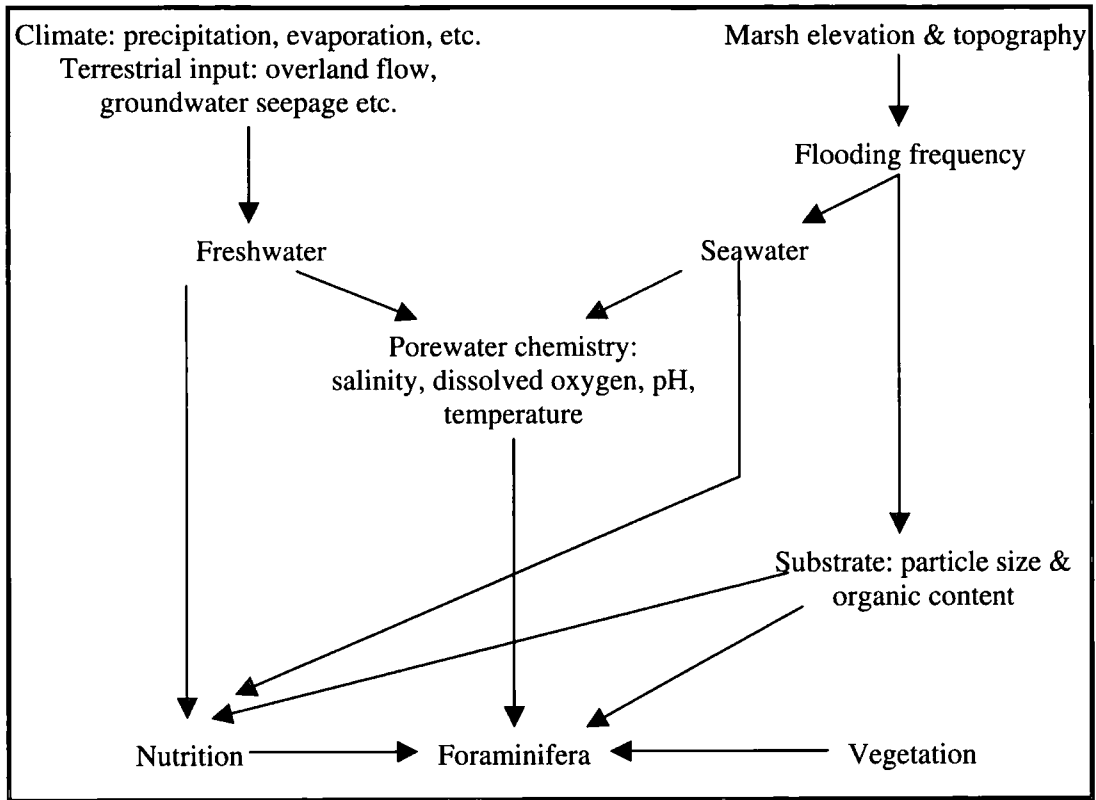 Climate: precipitation, evaporation, etc.
Terrestrial input: overland flow,
groundwater seepage etc.
Marsh elevation & topography
Flooding frequency
Freshwater
Seawater
Porewater chemistry:
salinity, dissolved oxygen, pH,
temperature
Substrate: particle size &
organic content
Nutrition
Foraminifera
Vegetation